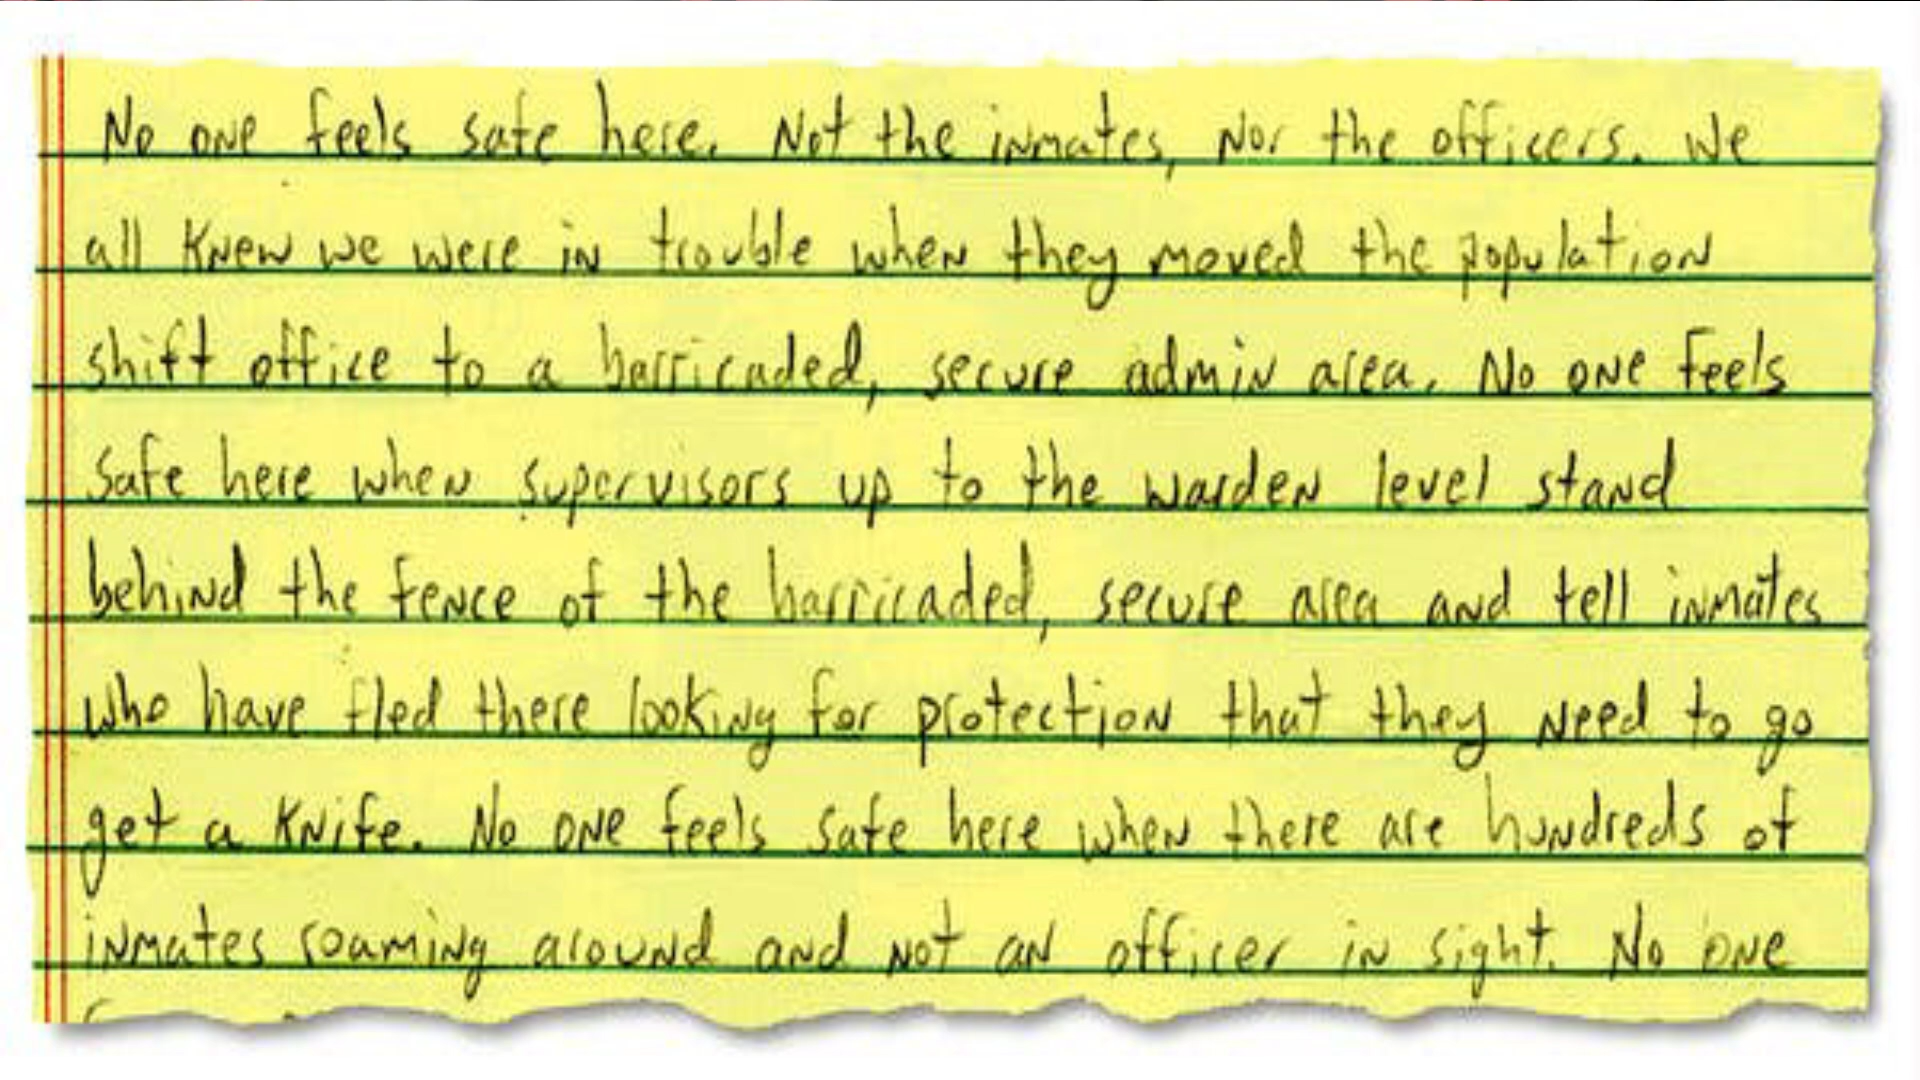 No one feels safe here. Not the inmates, Nor the officers. We
all knew we were in trouble when they moved the population
shift office to a barricaded, secure admin area. No one feels
safe here when supervisors up to the warden level stand
behind the fence of the barricaded, secure area and tell inmates
who have fled there looking for protection that they need to go
get a knife. No one feels safe here when there are hundreds of
inmates roaming around and not an officer in sight. No one